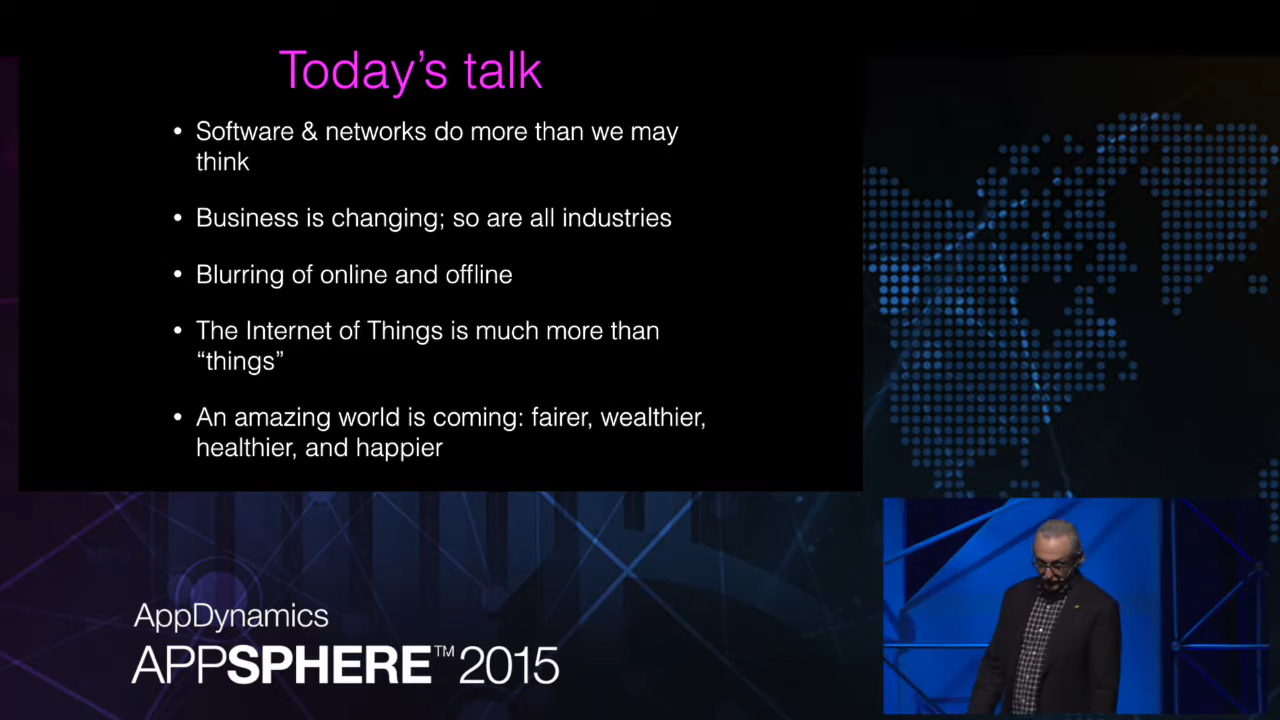 Today's talk
• Software & networks do more than we may
think
• Business is changing; so are all industries
• Blurring of online and offline
• The Internet of Things is much more than
“things”
• An amazing world is coming: fairer, wealthier,
healthier, and happier
AppDynamics
APPSPHERE™ 2015